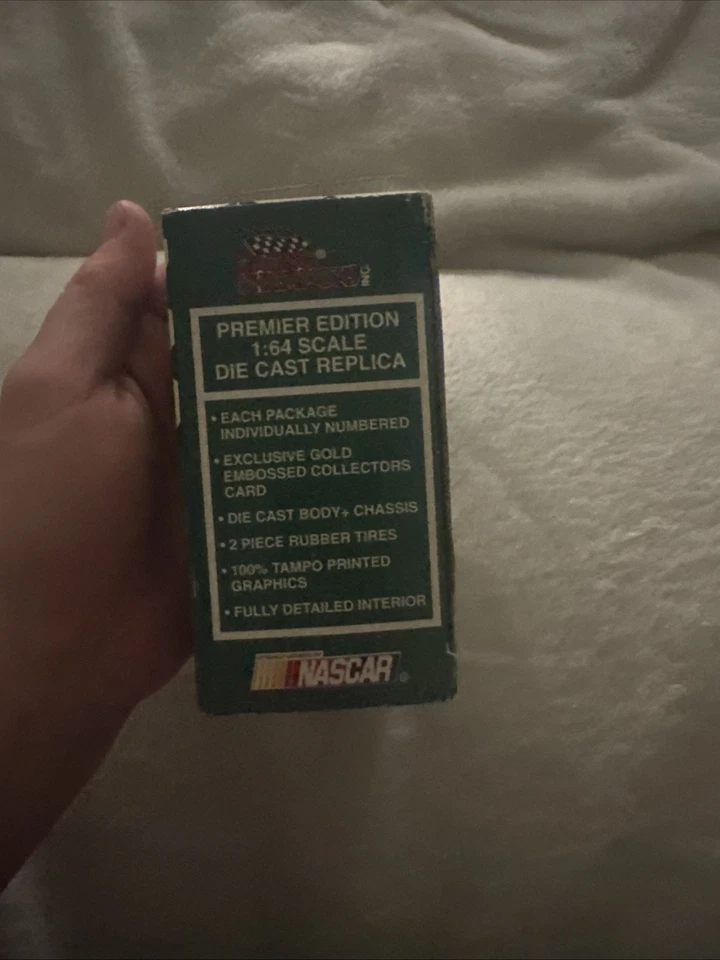 INC.
PREMIER EDITION
1:64 SCALE
DIE CAST REPLICA
• EACH PACKAGE
INDIVIDUALLY NUMBERED
• EXCLUSIVE GOLD
EMBOSSED COLLECTORS
CARD
• DIE CAST BODY+ CHASSIS
• 2 PIECE RUBBER TIRES
• 100% TAMPO PRINTED
GRAPHICS
• FULLY DETAILED INTERIOR
NASCAR®